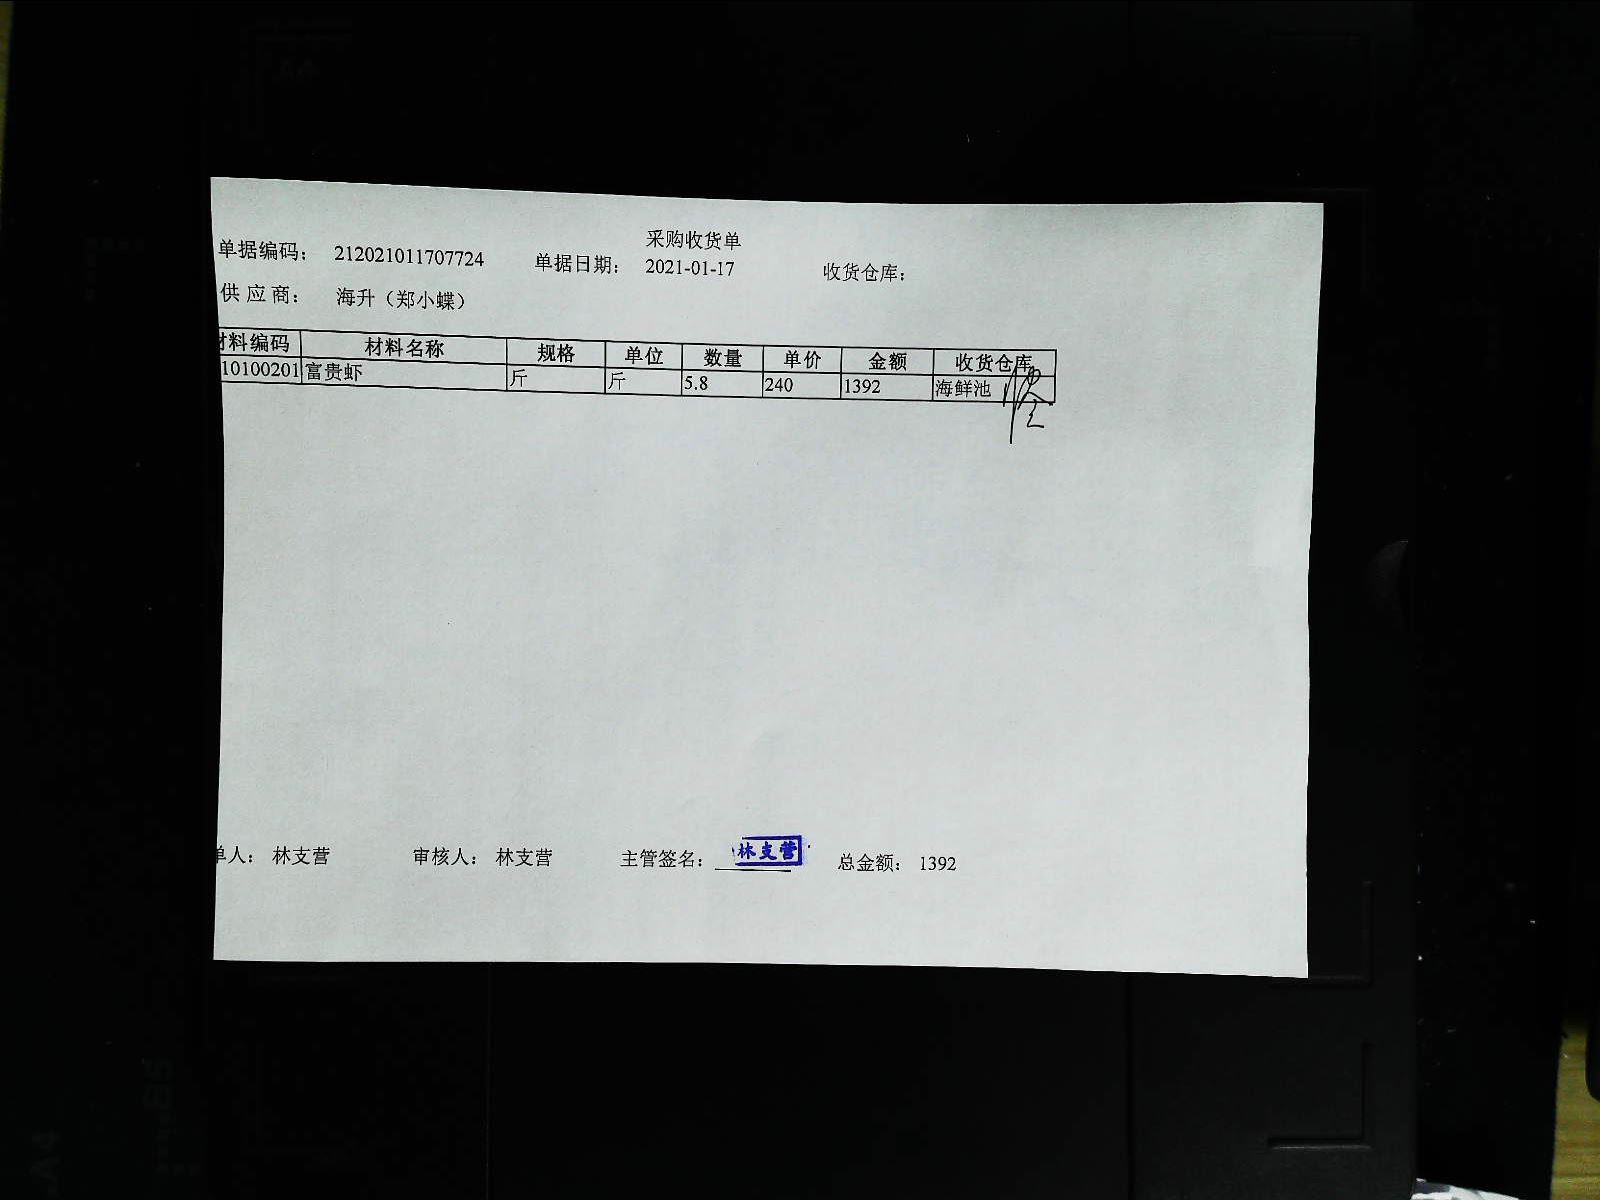 采购收货单
单据编码： 212021011707724 单据日期： 2021-01-17 收货仓库：
供 应 商： 海升（郑小蝶）
材料编码 材料名称 规格 单位 数量 单价 金额 收货仓库
10100201 富贵虾 斤 斤 5.8 240 1392 海鲜池
单人： 林支营 审核人： 林支营 主管签名： 林支营 总金额： 1392